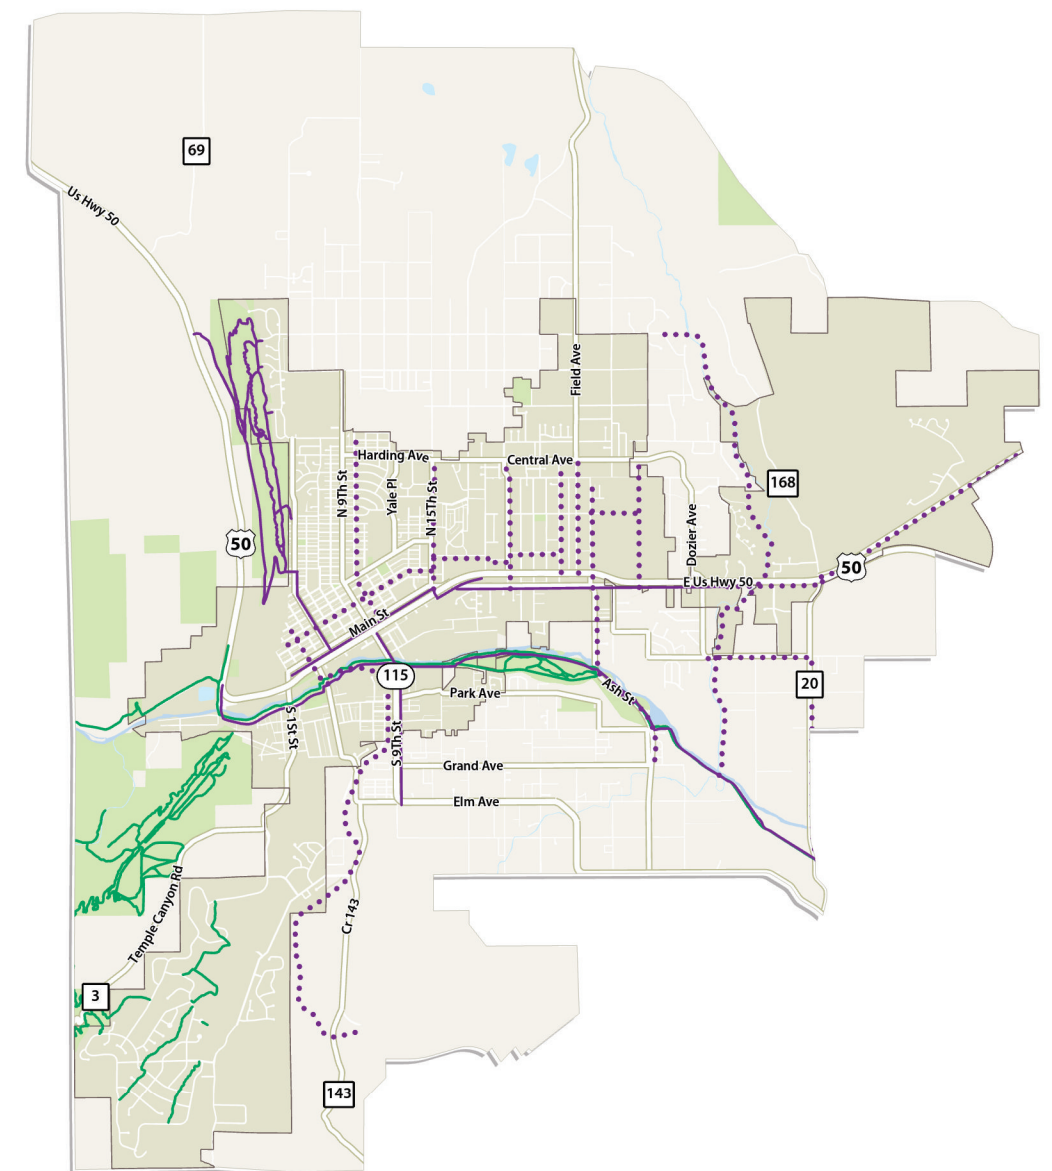 69
Us Hwy 50
Field Ave
Harding Ave
Central Ave
N 9Th St
Yale Pl
N 15Th St
168
50
Dozier Ave
50
E Us Hwy 50
Main St
115
20
Park Ave
Ash St
S 1St St
S 9Th St
Grand Ave
Elm Ave
Temple Canyon Rd
Cr 143
3
143